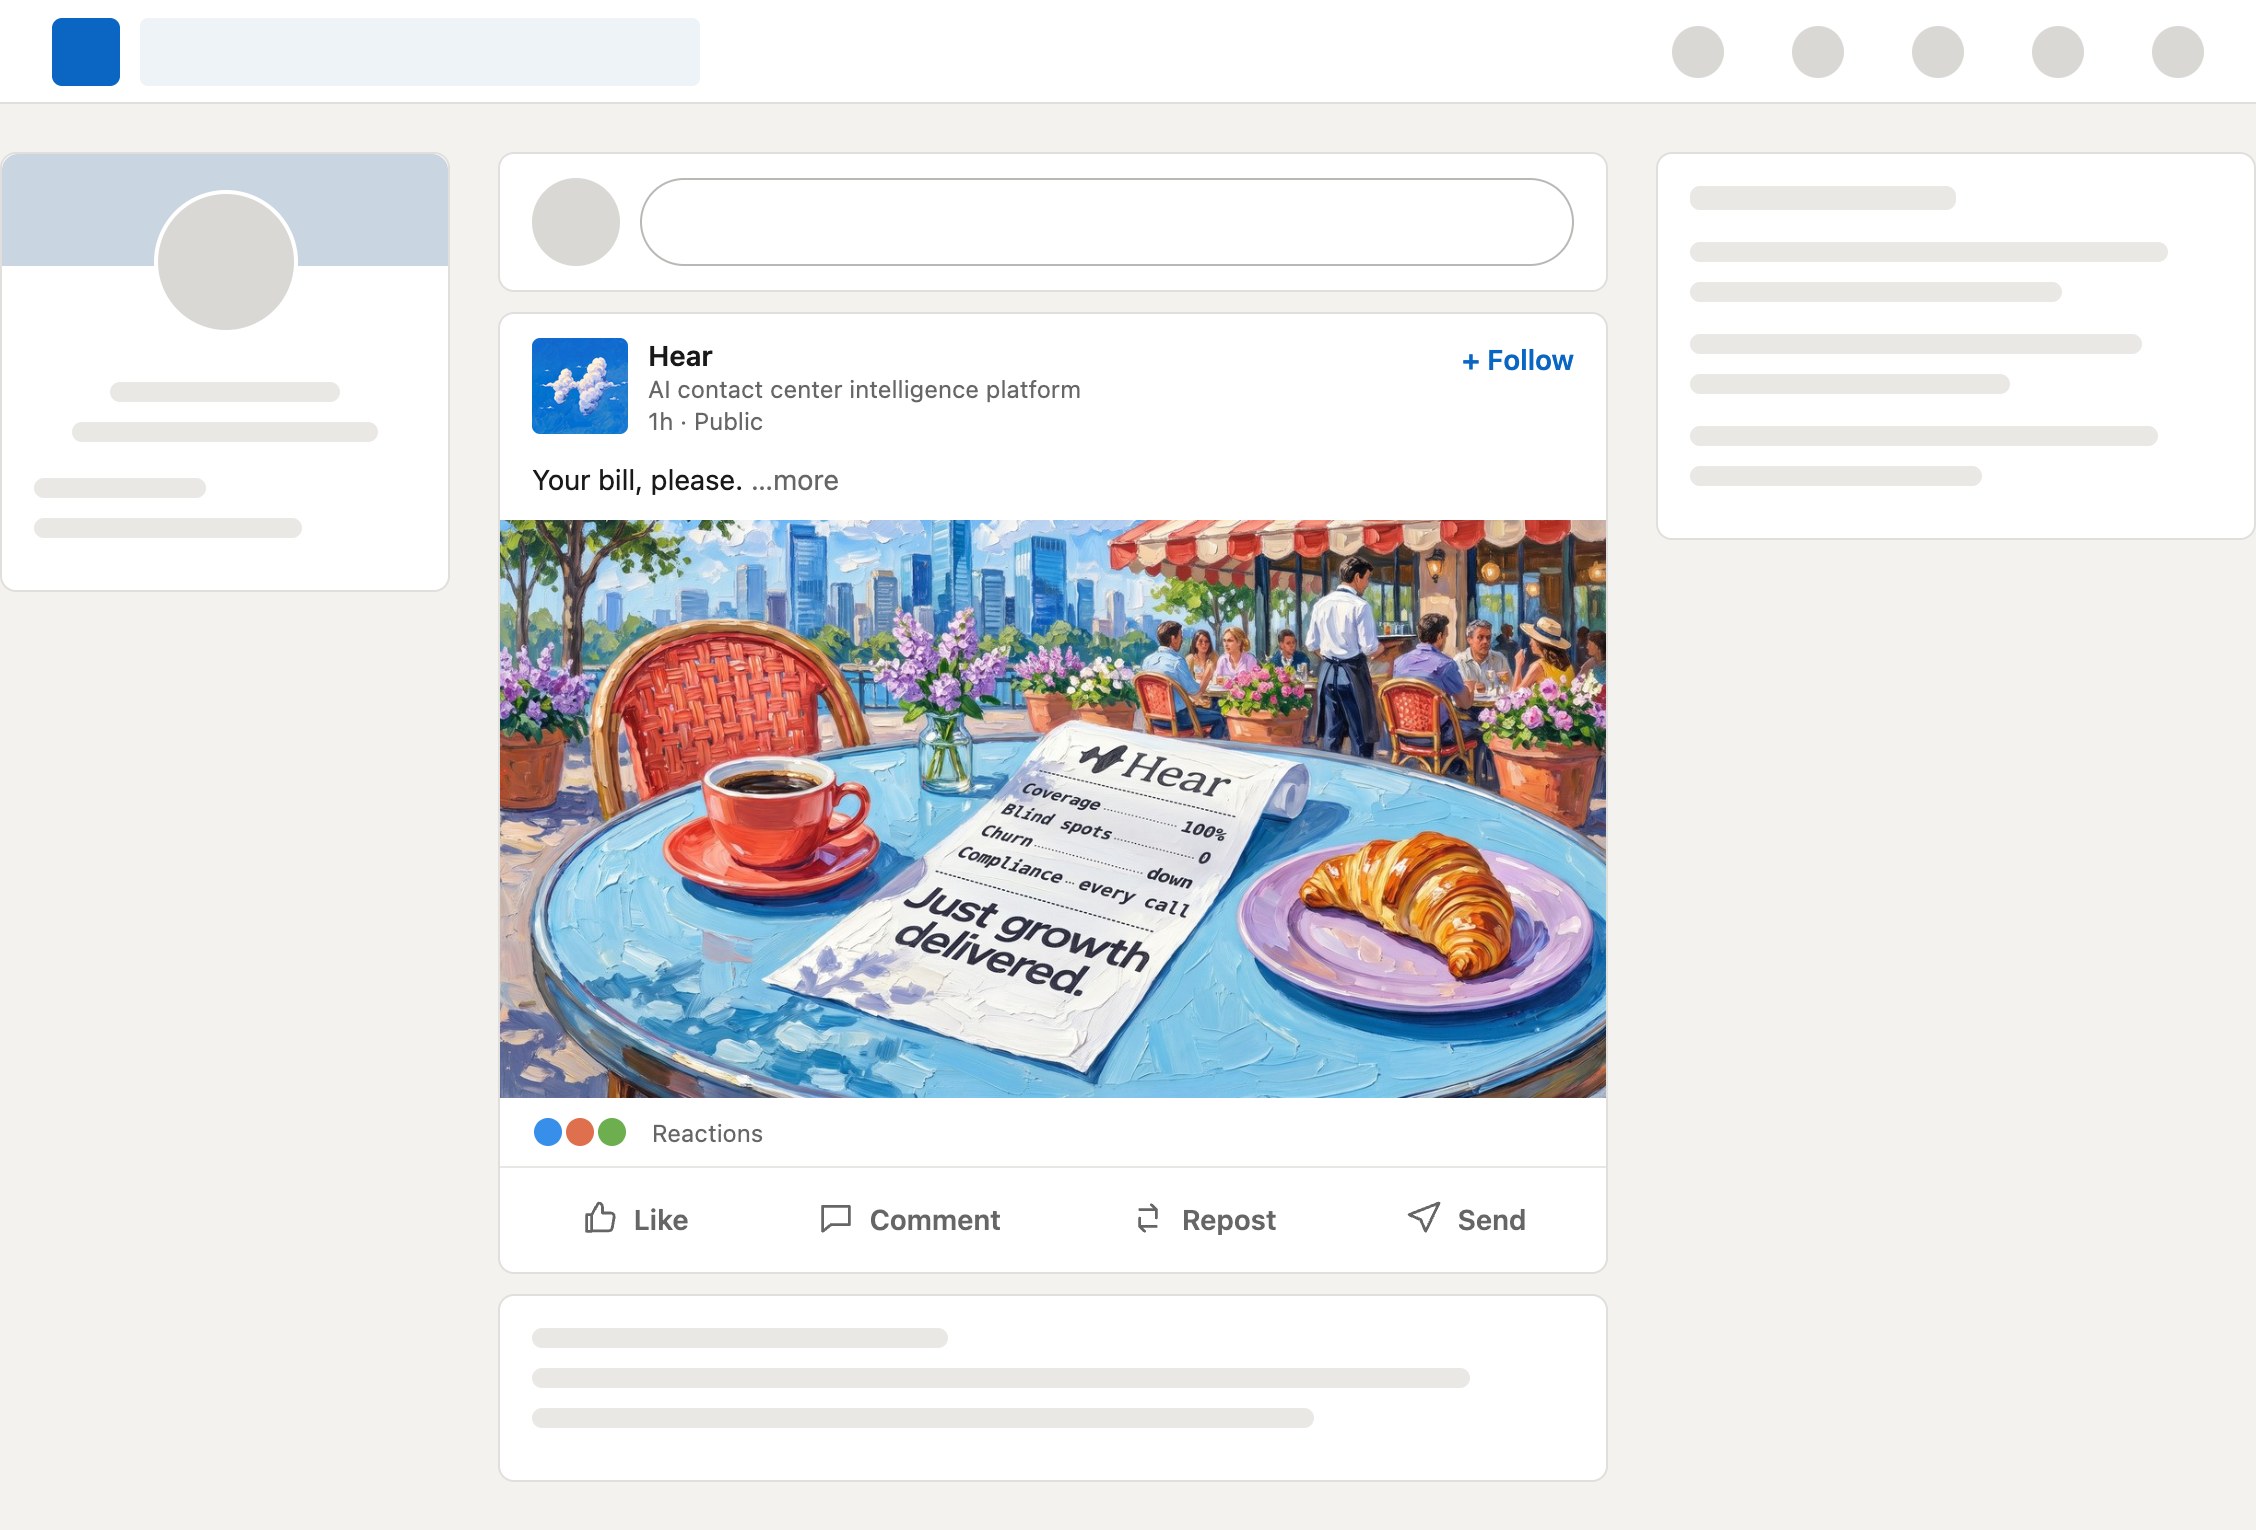 Hear
AI contact center intelligence platform
1h · Public
+ Follow
Your bill, please. ...more
Hear
Coverage 100%
Blind spots 0
Churn down
Compliance every call
Just growth
delivered.
Reactions
Like
Comment
Repost
Send